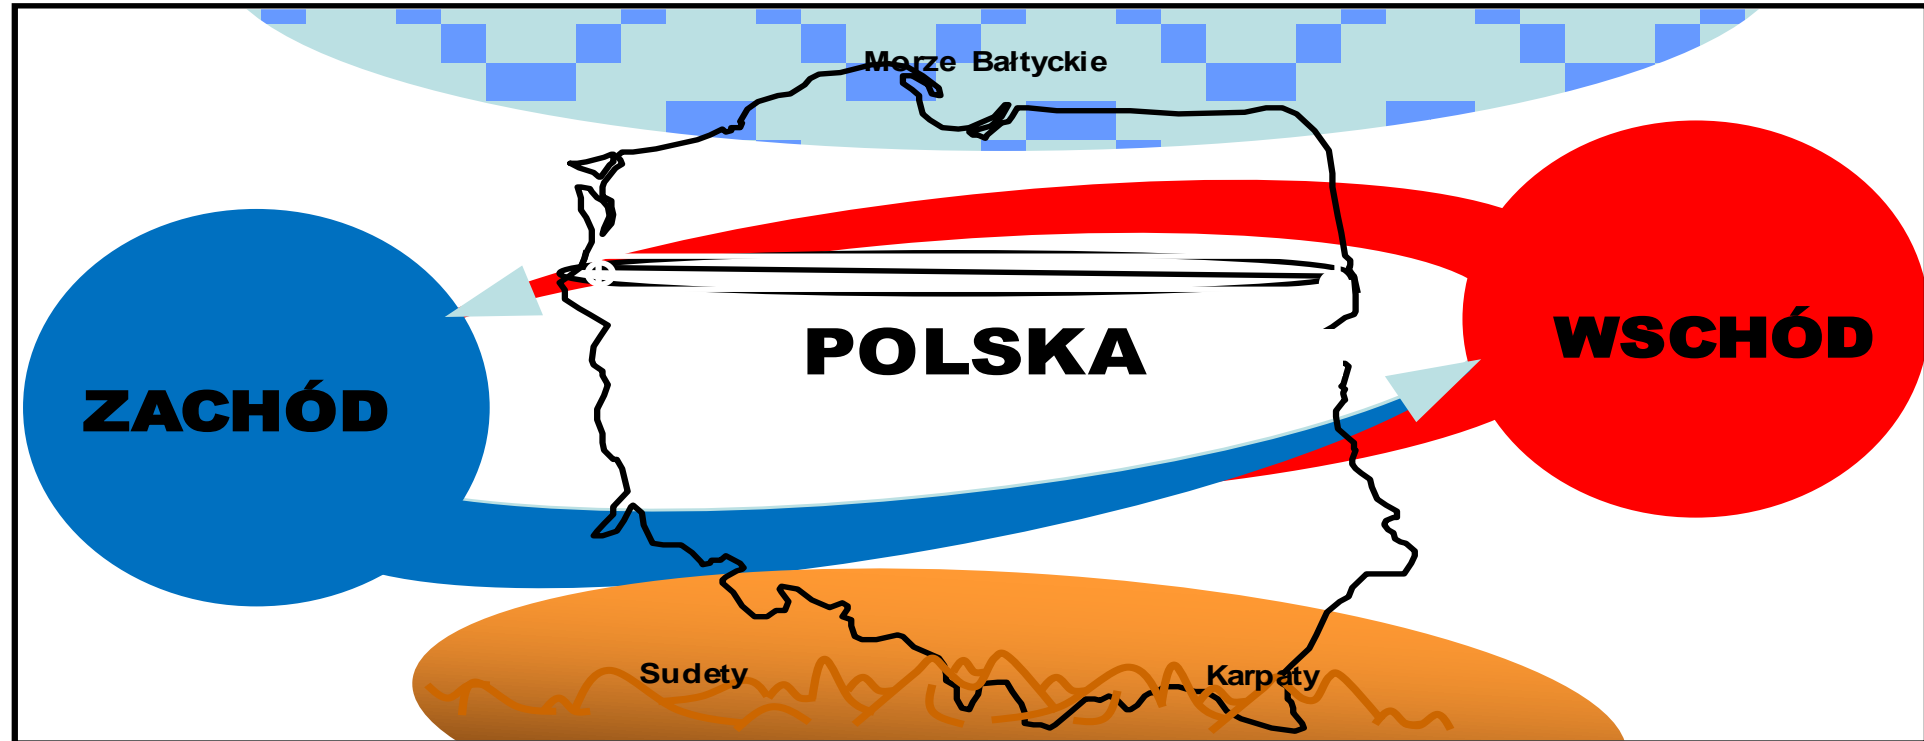 Morze Bałtyckie
POLSKA
WSCHÓD
ZACHÓD
Sudety
Karpaty